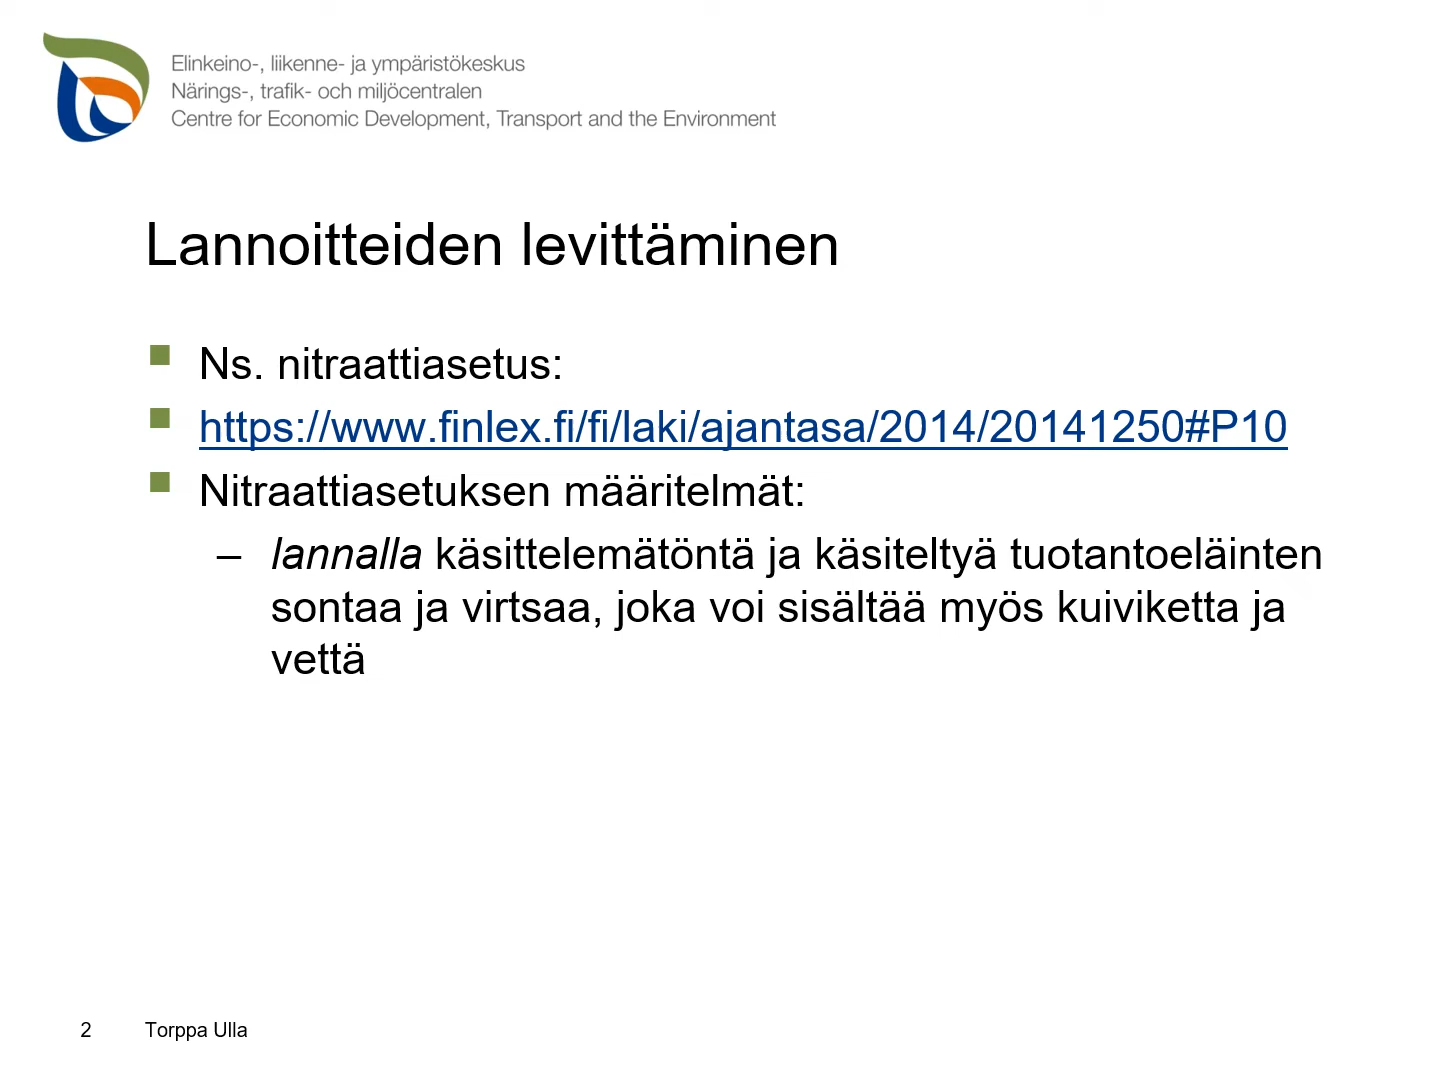 Elinkeino-, liikenne- ja ympäristökeskus
Närings-, trafik- och miljöcentralen
Centre for Economic Development, Transport and the Environment
Lannoitteiden levittäminen
Ns. nitraattiasetus:
https://www.finlex.fi/fi/laki/ajantasa/2014/20141250#P10
Nitraattiasetuksen määritelmät:
– lannalla käsittelemätöntä ja käsiteltyä tuotantoeläinten
sontaa ja virtsaa, joka voi sisältää myös kuiviketta ja
vettä
2 Torppa Ulla